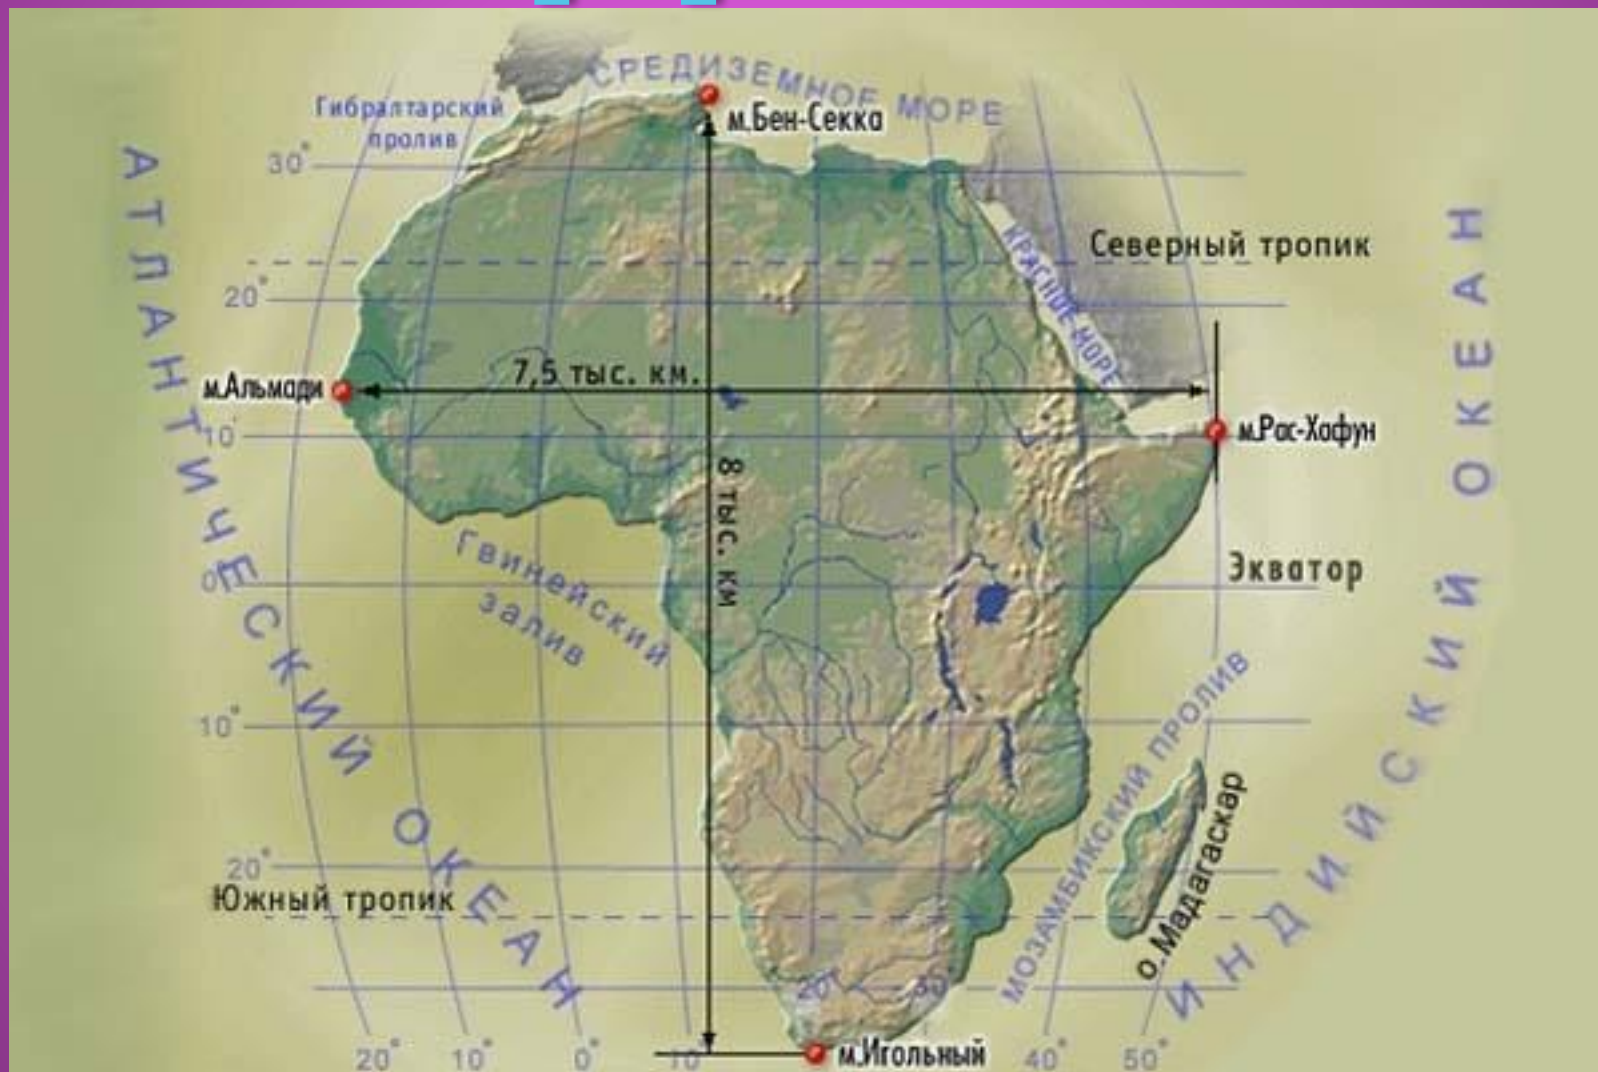 СРЕДИЗЕМНОЕ МОРЕ
Гибралтарский
пролив
м.Бен-Секка
30°
Северный тропик
КРАСНОЕ МОРЕ
20°
7,5 тыс. км.
м.Альмади
10°
м.Рас-Хафун
8 тыс. км
Гвинейский
залив
0°
Экватор
АТЛАНТИЧЕСКИЙ ОКЕАН
ИНДИЙСКИЙ ОКЕАН
10°
МОЗАМБИКСКИЙ ПРОЛИВ
о.Мадагаскар
20°
Южный тропик
м.Игольный
20° 10° 0° 10° 40° 50°